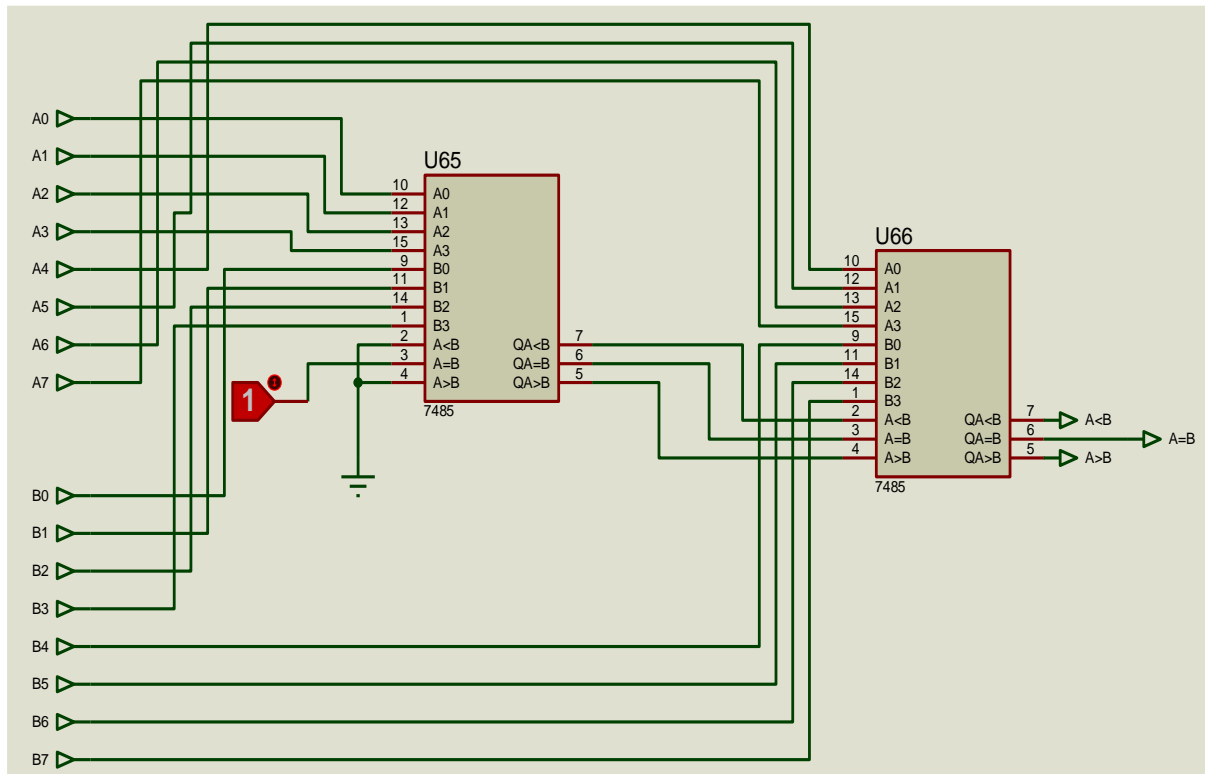 A0
A1
A2
A3
A4
A5
A6
A7
B0
B1
B2
B3
B4
B5
B6
B7
1
U65
10 A0
12 A1
13 A2
15 A3
9 B0
11 B1
14 B2
1 B3
2 A<B QA<B 7
3 A=B QA=B 6
4 A>B QA>B 5
7485
U66
10 A0
12 A1
13 A2
15 A3
9 B0
11 B1
14 B2
1 B3
2 A<B QA<B 7 A<B
3 A=B QA=B 6 A=B
4 A>B QA>B 5 A>B
7485